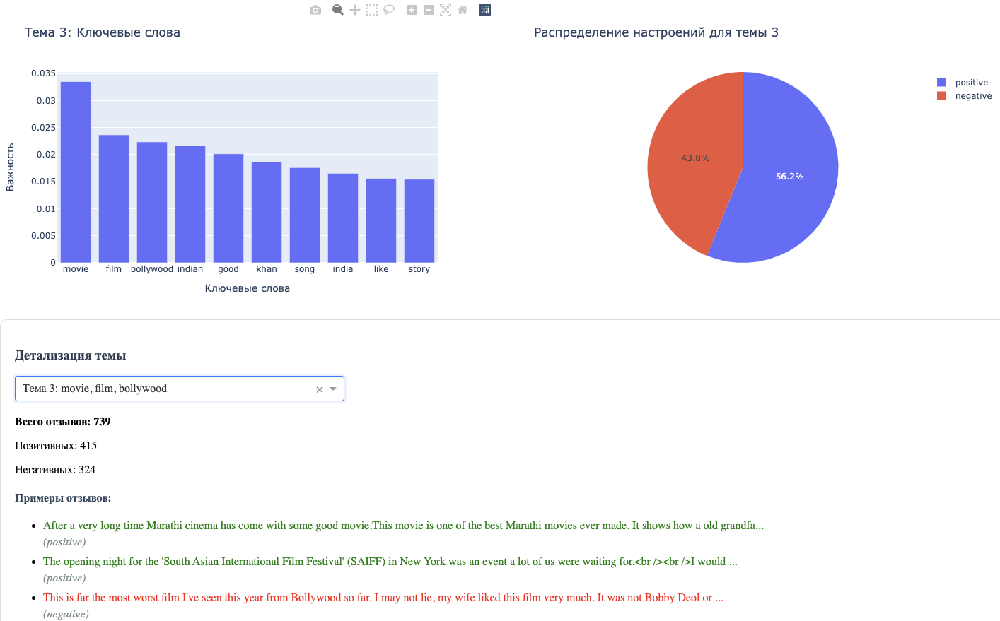 Тема 3: Ключевые слова
0.035
0.03
0.025
0.02
0.015
0.01
0.005
0
Важность
movie film bollywood indian good khan song india like story
Ключевые слова
Распределение настроений для темы 3
43.8%
56.2%
positive
negative
Детализация темы
Тема 3: movie, film, bollywood
Всего отзывов: 739
Позитивных: 415
Негативных: 324
Примеры отзывов:
After a very long time Marathi cinema has come with some good movie.This movie is one of the best Marathi movies ever made. It shows how a old grandfa...
(positive)
The opening night for the 'South Asian International Film Festival' (SAIFF) in New York was an event a lot of us were waiting for.<br /><br />I would ...
(positive)
This is far the most worst film I've seen this year from Bollywood so far. I may not lie, my wife liked this film very much. It was not Bobby Deol or ...
(negative)